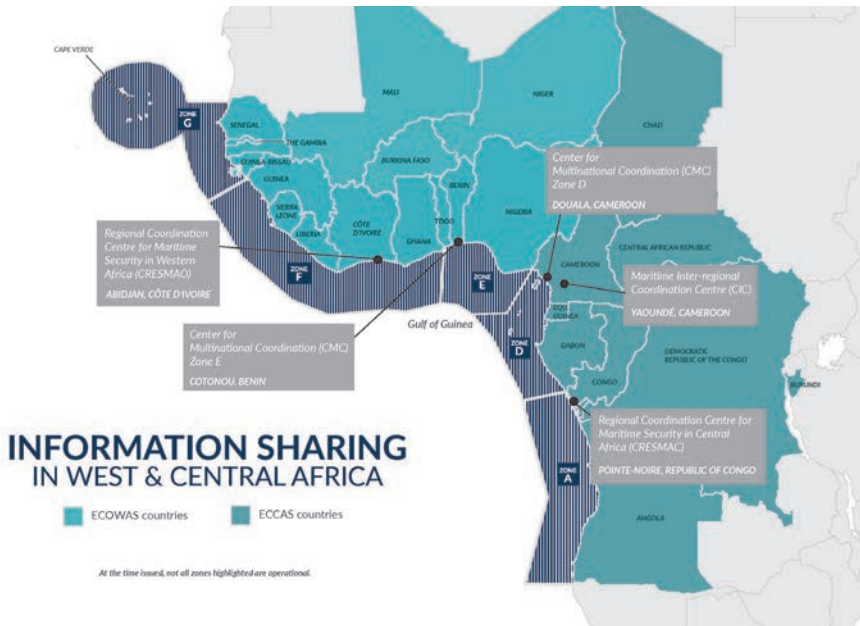 CAPE VERDE
ZONE
G
SENEGAL
THE GAMBIA
GUINEA-BISSAU
GUINEA
SIERRA
LEONE
LIBERIA
MALI
NIGER
CHAD
BURKINA FASO
BENIN
CÔTE
D'IVOIRE
GHANA
TOGO
NIGERIA
Center for
Multinational Coordination (CMC)
Zone D
DOUALA, CAMEROON
Regional Coordination
Centre for Maritime
Security in Western
Africa (CRESMAO)
ABIDJAN, CÔTE D'IVOIRE
ZONE
F
ZONE
E
CAMEROON
CENTRAL AFRICAN REPUBLIC
Maritime Inter-regional
Coordination Centre (CIC)
YAOUNDÉ, CAMEROON
Gulf of Guinea
Center for
Multinational Coordination (CMC)
Zone E
COTONOU, BENIN
ZONE
D
EQU.
GUINEA
GABON
CONGO
DEMOCRATIC
REPUBLIC OF THE CONGO
BURUNDI
Regional Coordination Centre for
Maritime Security in Central
Africa (CRESMAC)
POINTE-NOIRE, REPUBLIC OF CONGO
ZONE
A
ANGOLA
INFORMATION SHARING
IN WEST & CENTRAL AFRICA
ECOWAS countries
ECCAS countries
At the time issued, not all zones highlighted are operational.